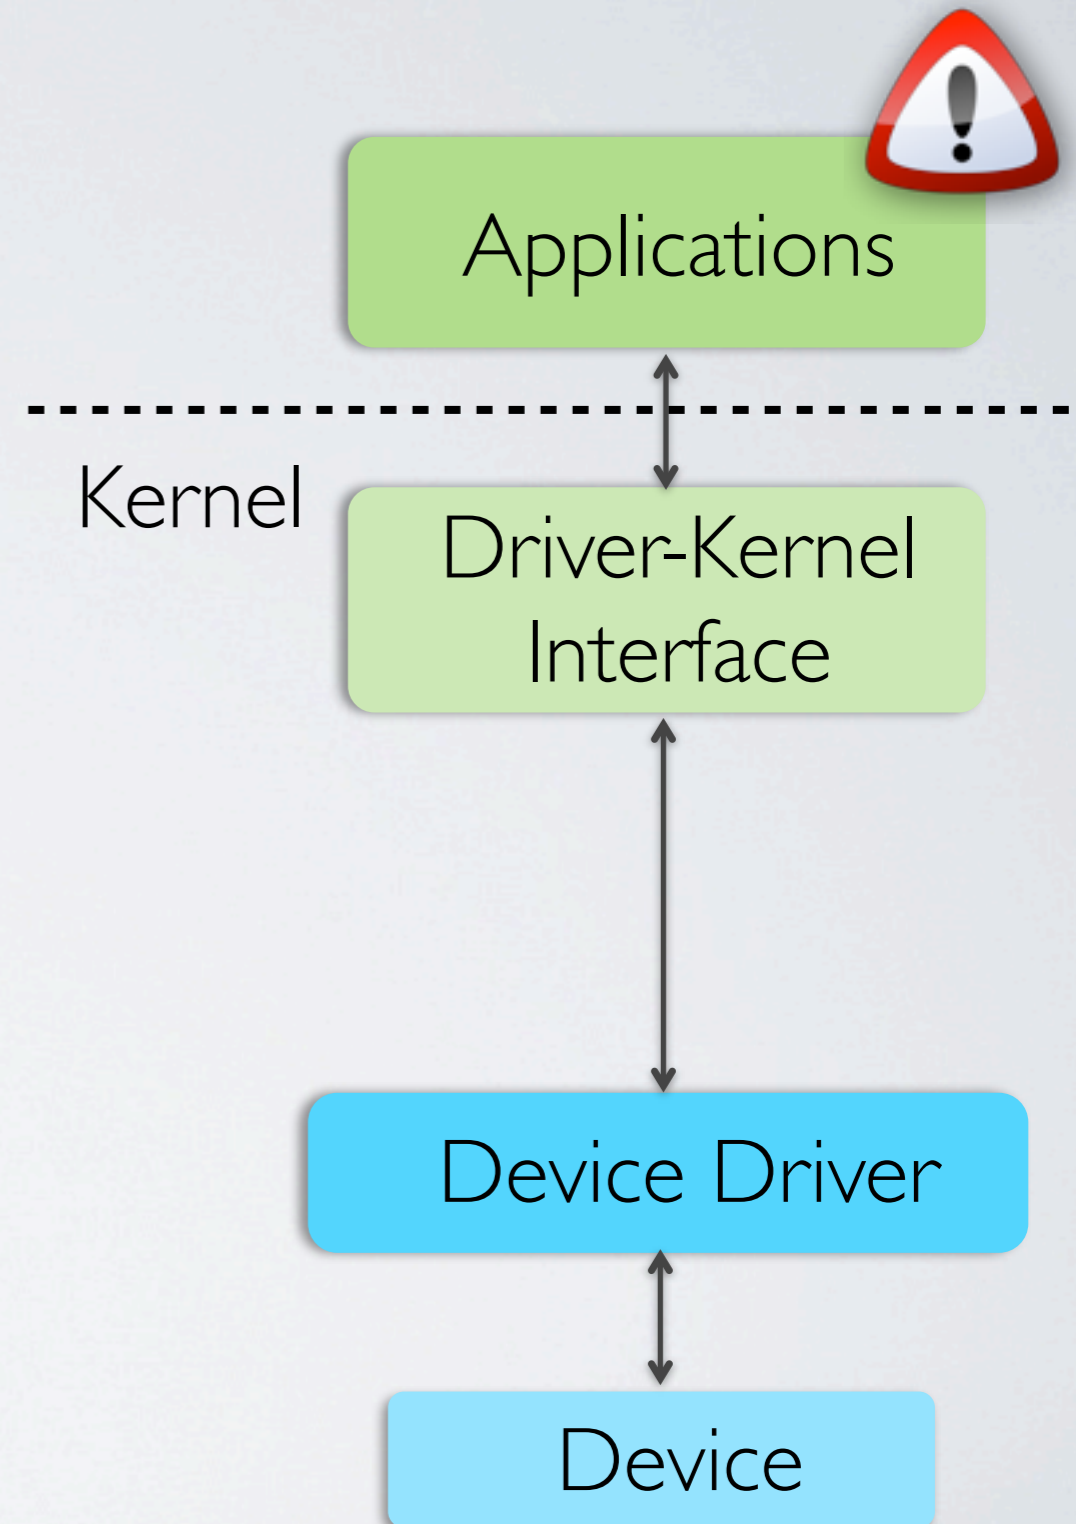 Applications
Kernel
Driver-Kernel
Interface
Device Driver
Device